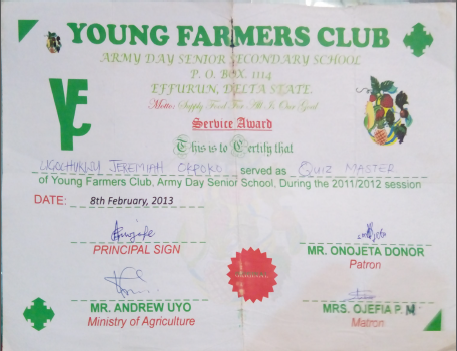 YOUNG FARMERS CLUB
ARMY DAY SENIOR SECONDARY SCHOOL
P. O. BOX. 1114
EFFURUN, DELTA STATE.
Motto: Supply Food For All Is Our Goal
Service Award
This is to Certify that
UGOCHUKWU JEREMIAH OKPOKO served as QUIZ MASTER
of Young Farmers Club, Army Day Senior School, During the 2011/2012 session
DATE: 8th February, 2013
PRINCIPAL SIGN
MR. ONOJETA DONOR
Patron
MR. ANDREW UYO
Ministry of Agriculture
MRS. OJEFIA P. M
Matron